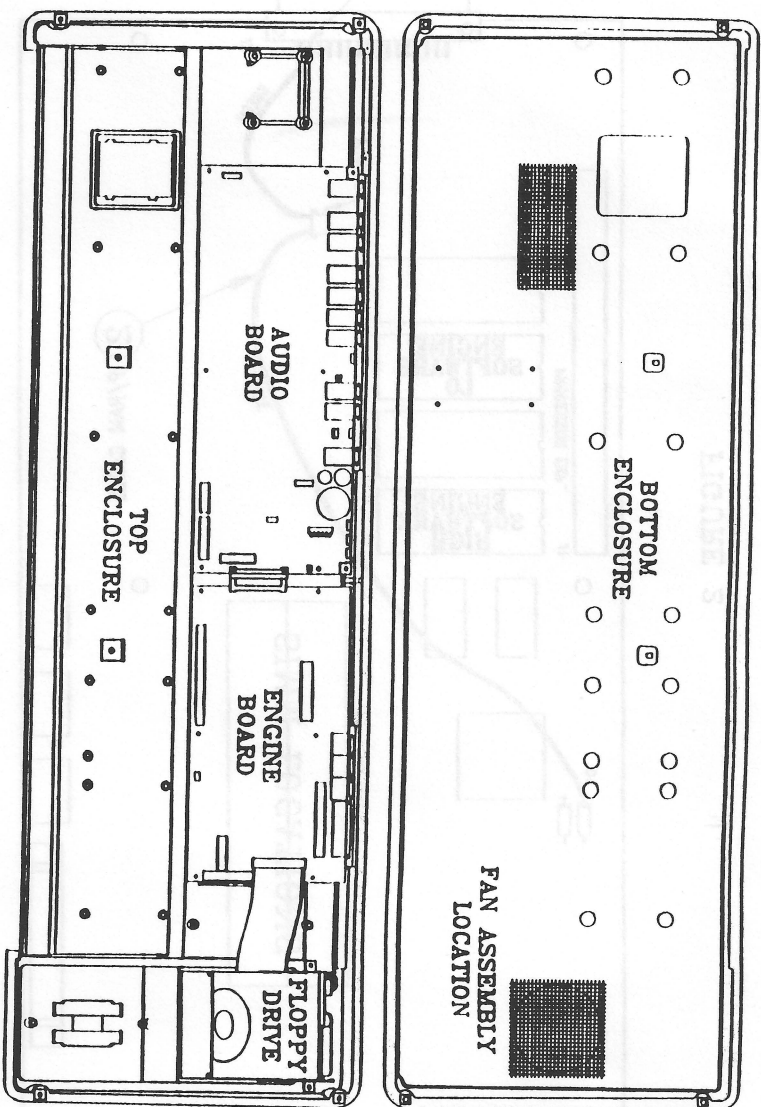 BOTTOM
ENCLOSURE
FAN ASSEMBLY
LOCATION
AUDIO
BOARD
ENGINE
BOARD
FLOPPY
DRIVE
TOP
ENCLOSURE